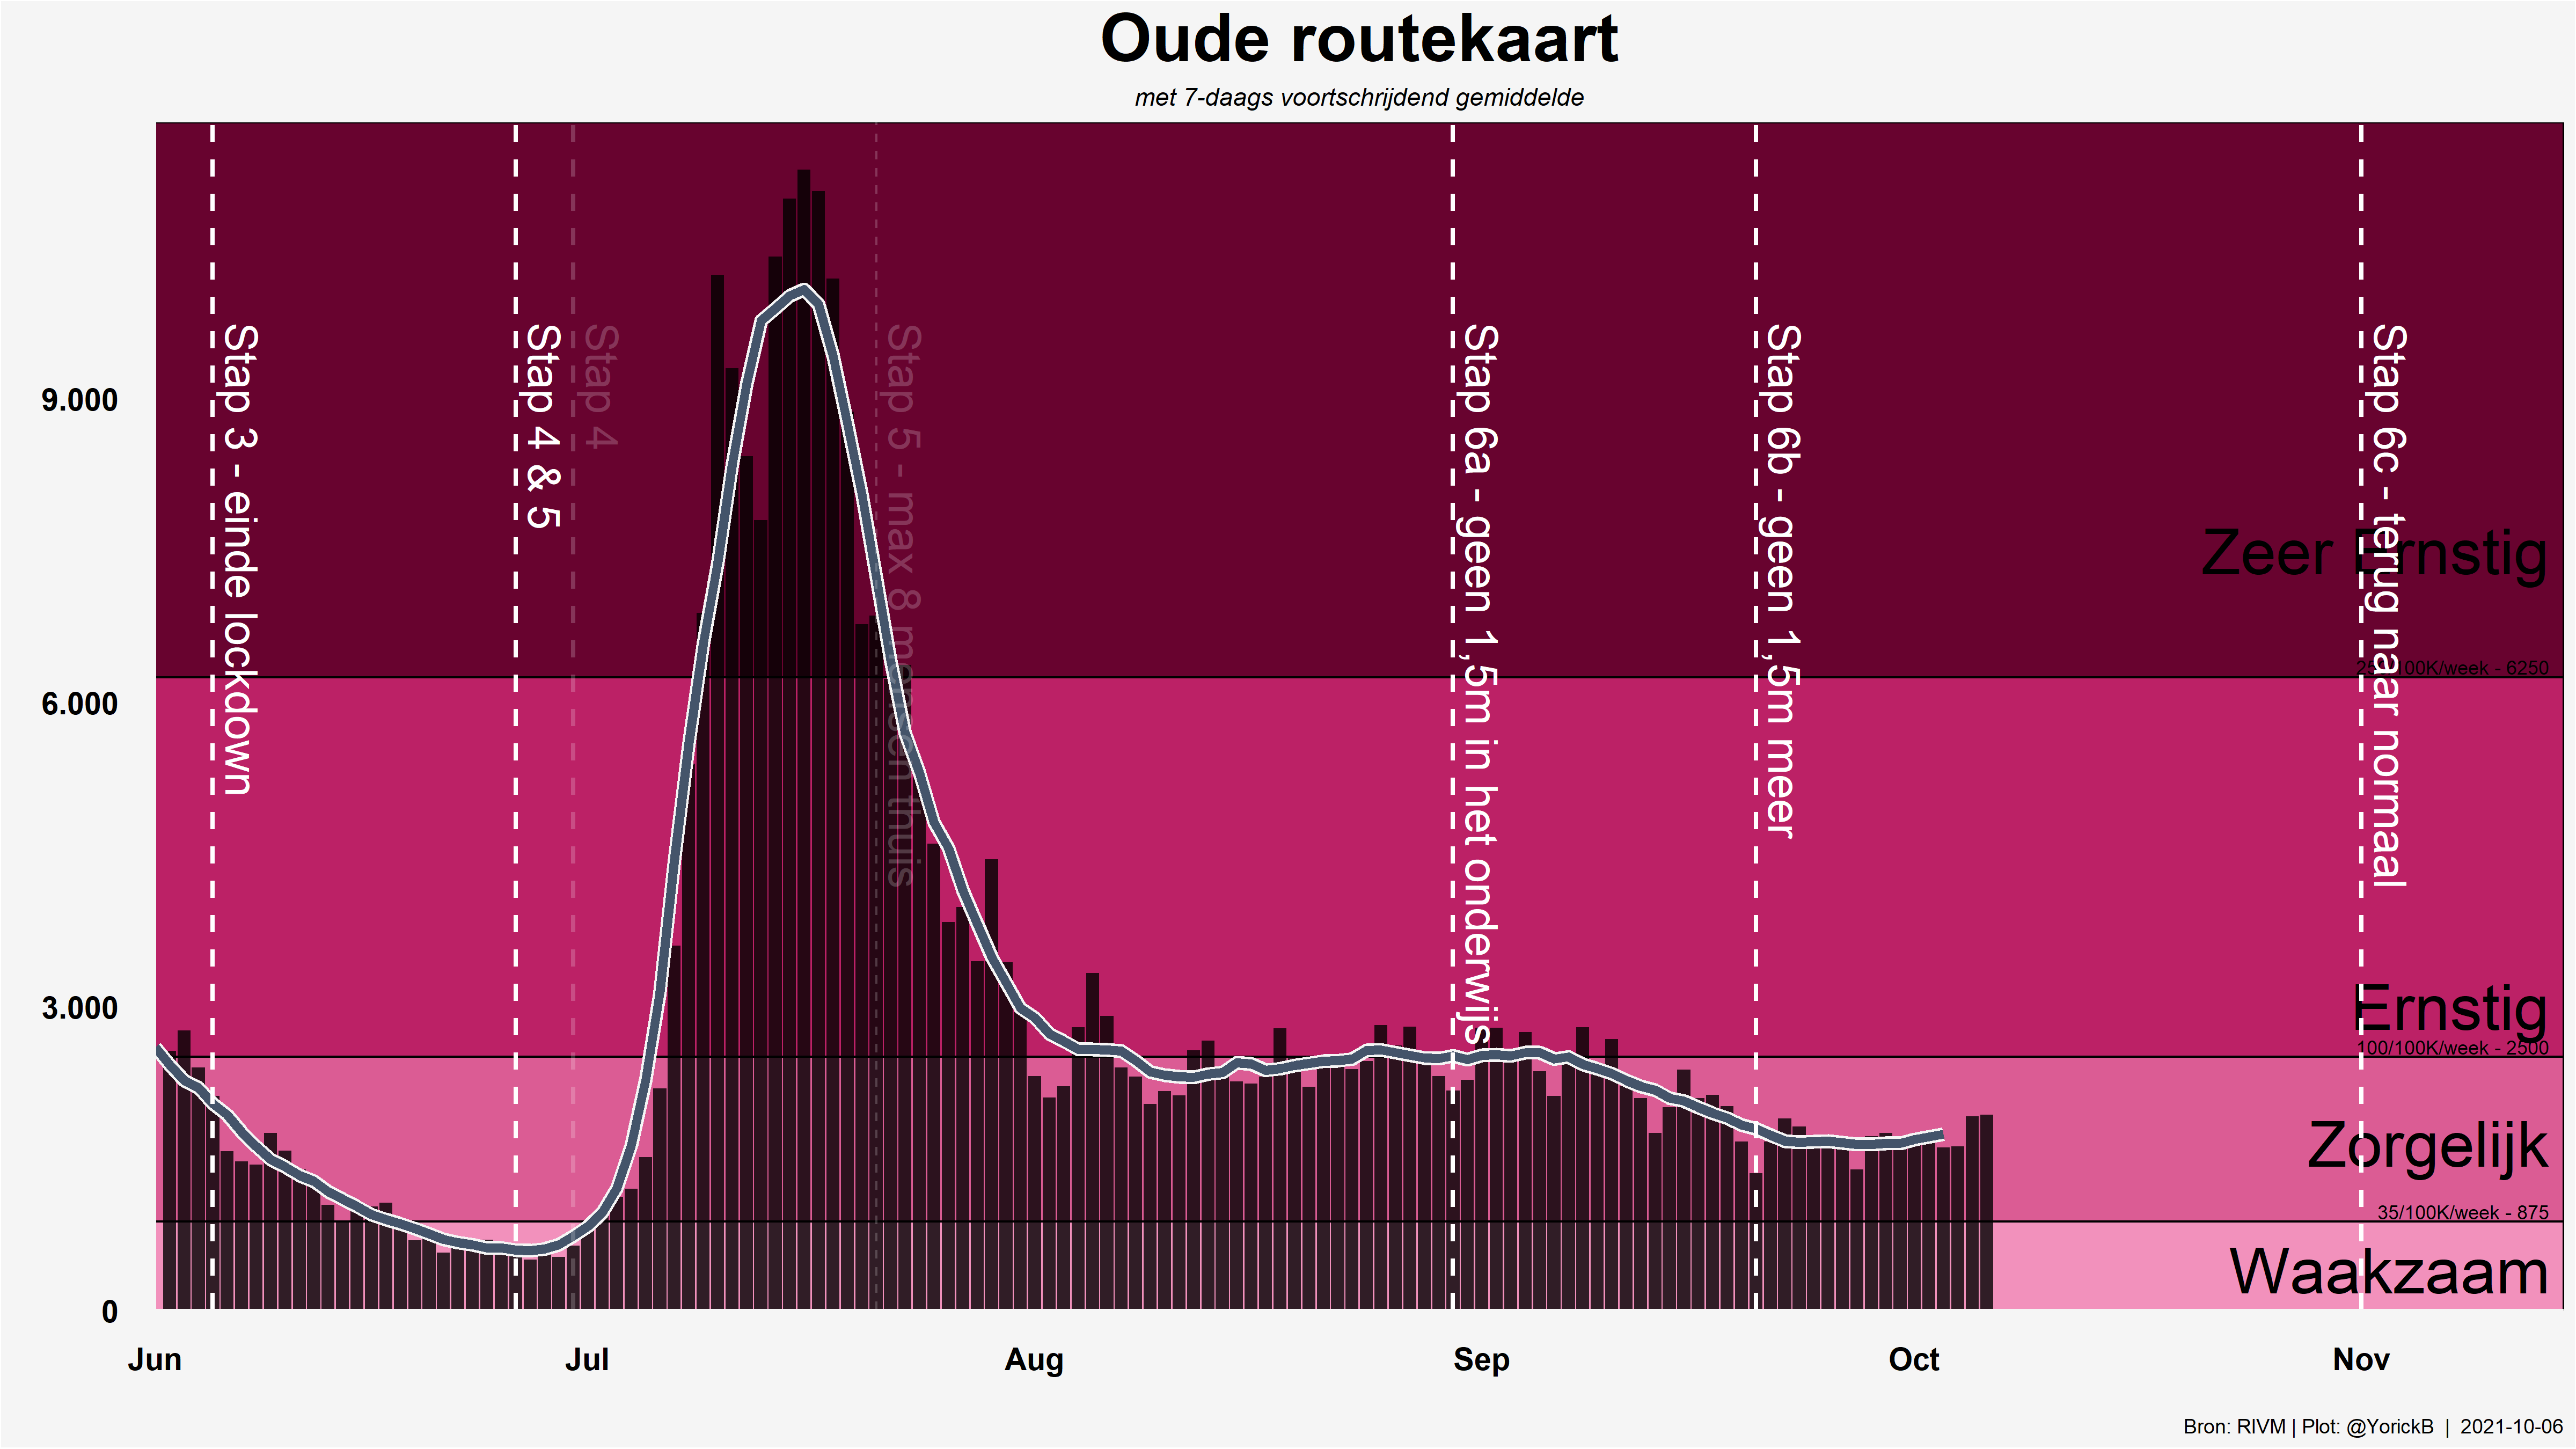 Oude routekaart
met 7-daags voortschrijdend gemiddelde
Stap 3 - einde lockdown
Stap 4 & 5
Stap 4
Stap 5 - max 8 mensen thuis
Stap 6a - geen 1,5m in het onderwijs
Stap 6b - geen 1,5m meer
Stap 6c - terug naar normaal
9.000
6.000
3.000
0
Zeer Ernstig
250/100K/week - 6250
Ernstig
100/100K/week - 2500
Zorgelijk
35/100K/week - 875
Waakzaam
Jun
Jul
Aug
Sep
Oct
Nov
Bron: RIVM | Plot: @YorickB | 2021-10-06